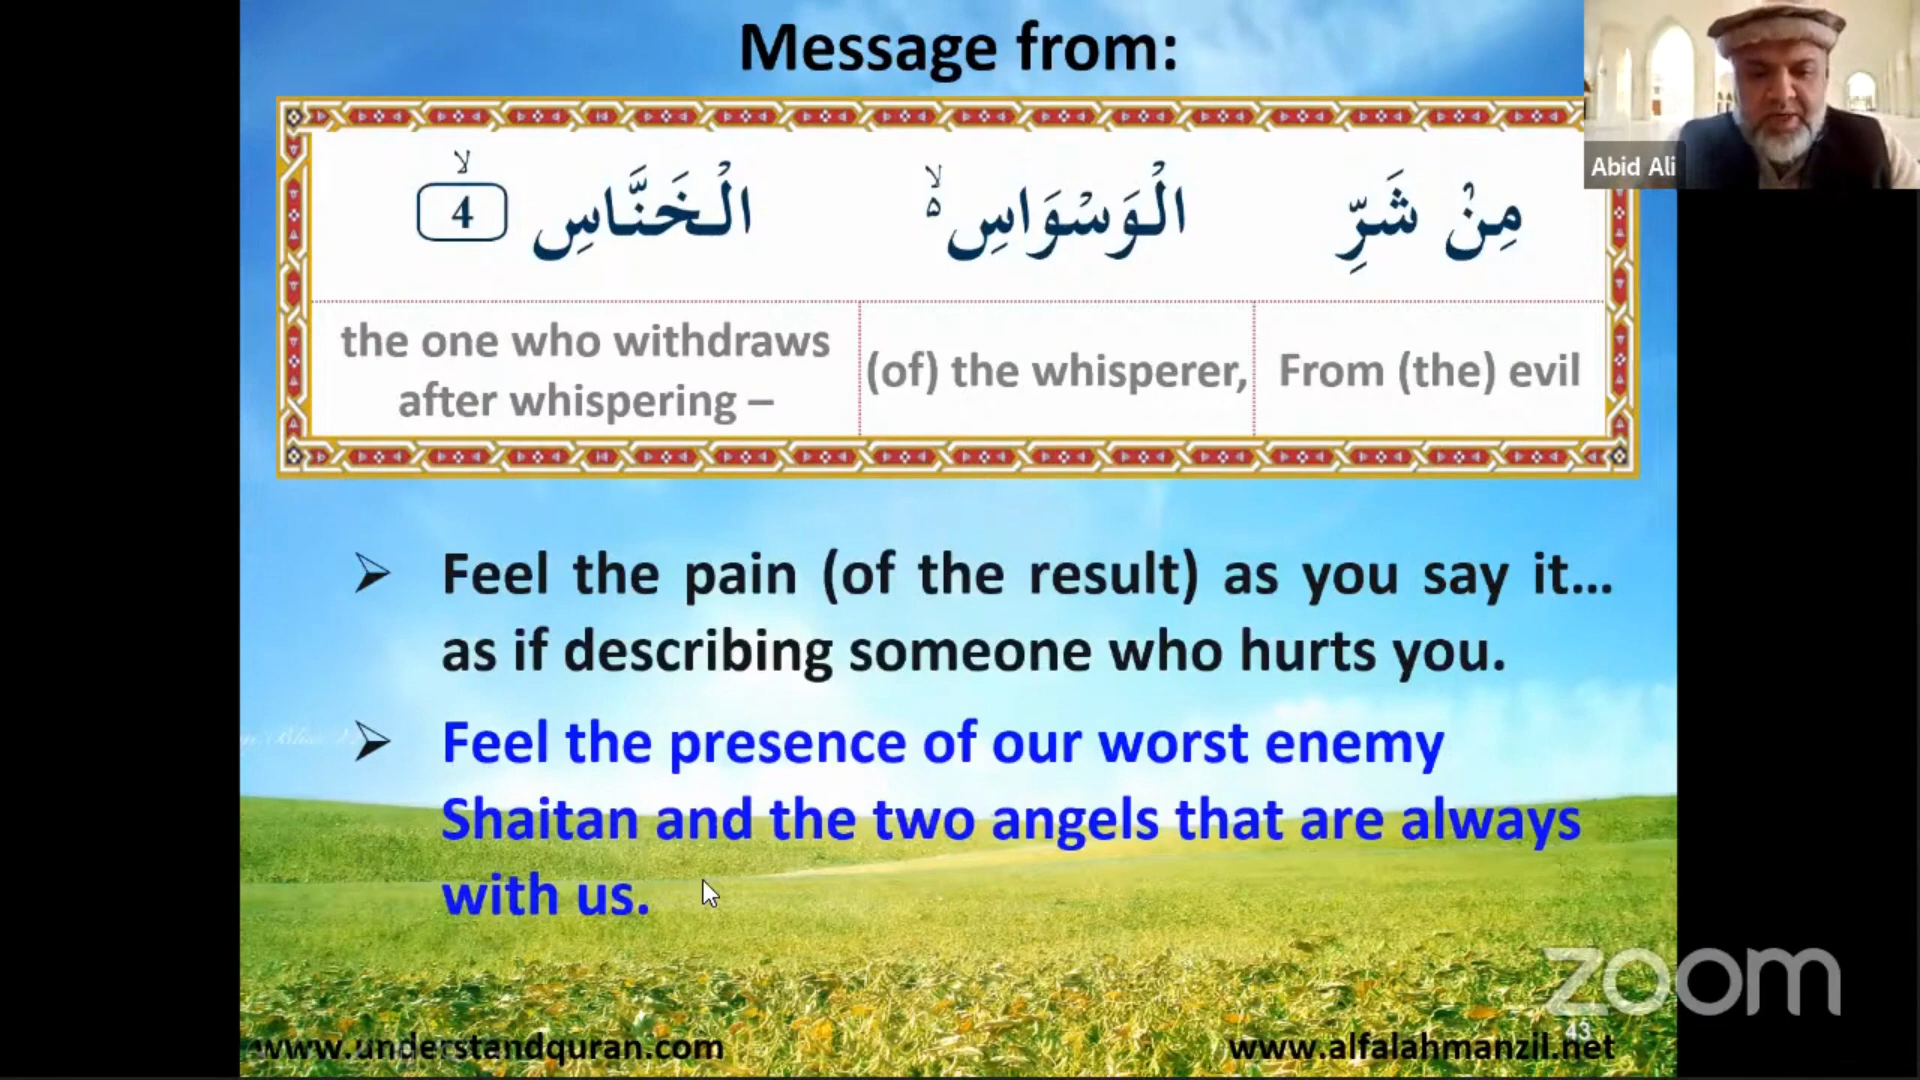 Message from:
Abid Ali
مِنْ شَرِّ الْوَسْوَاسِ ۙ۵ الْخَنَّاسِ 4 ۙ
From (the) evil
(of) the whisperer,
the one who withdraws
after whispering –
➢ Feel the pain (of the result) as you say it...
as if describing someone who hurts you.
➢ Feel the presence of our worst enemy
Shaitan and the two angels that are always
with us.
zoom
43
www.understandquran.com
www.alfalahmanzil.net